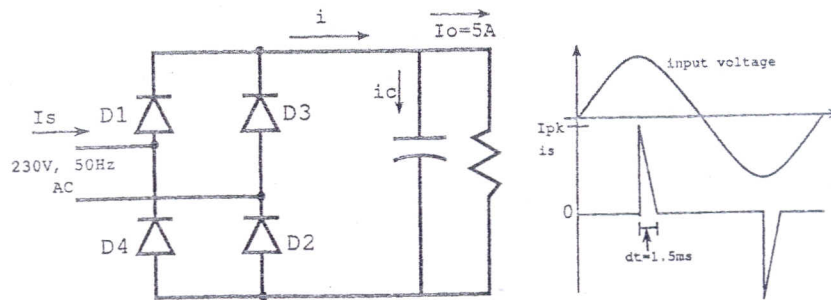 i
Io=5A
ic
Is
D1
D3
230V, 50Hz
AC
D4
D2
input voltage
Ipk
is
0
dt=1.5ms